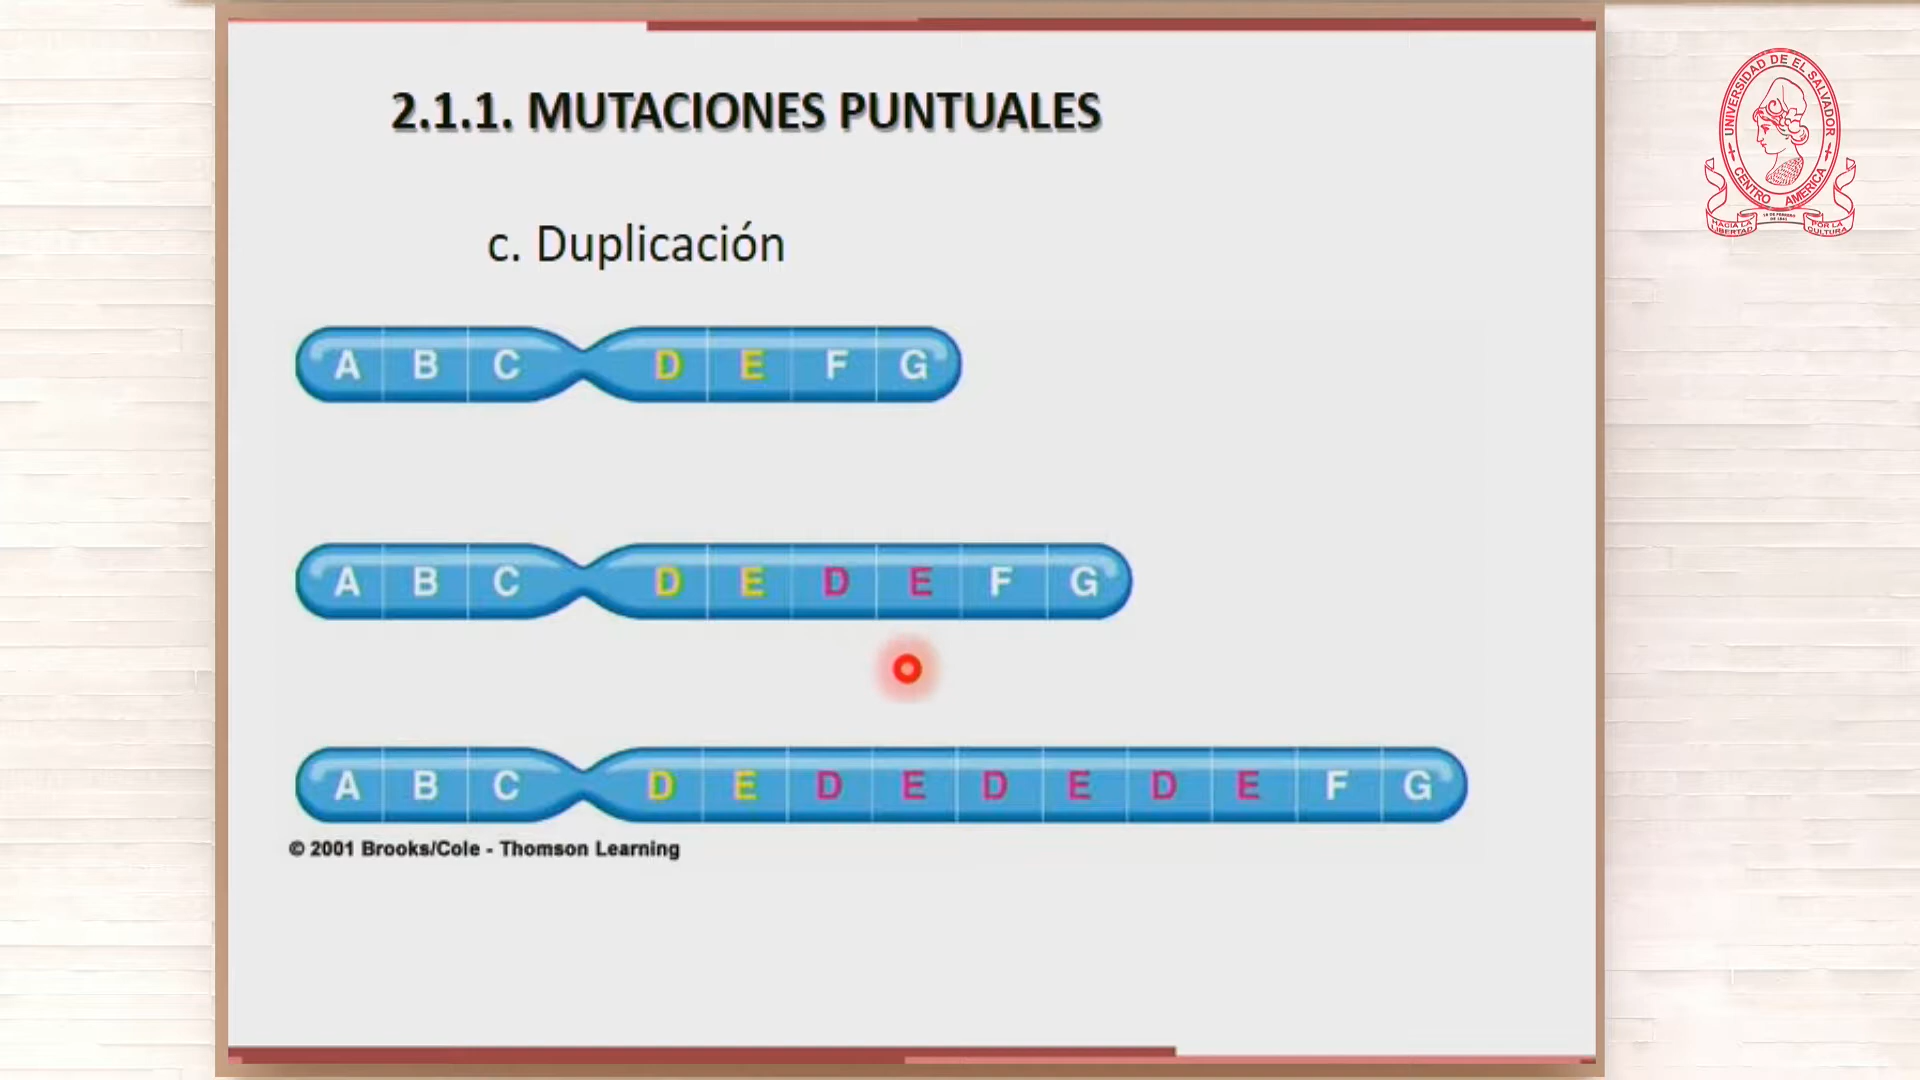 2.1.1. MUTACIONES PUNTUALES
c. Duplicación
A B C D E F G
A B C D E D E F G
A B C D E D E D E D E F G
© 2001 Brooks/Cole - Thomson Learning
UNIVERSIDAD DE EL SALVADOR
CENTRO AMERICA
HACIA LA LIBERTAD
POR LA CULTURA